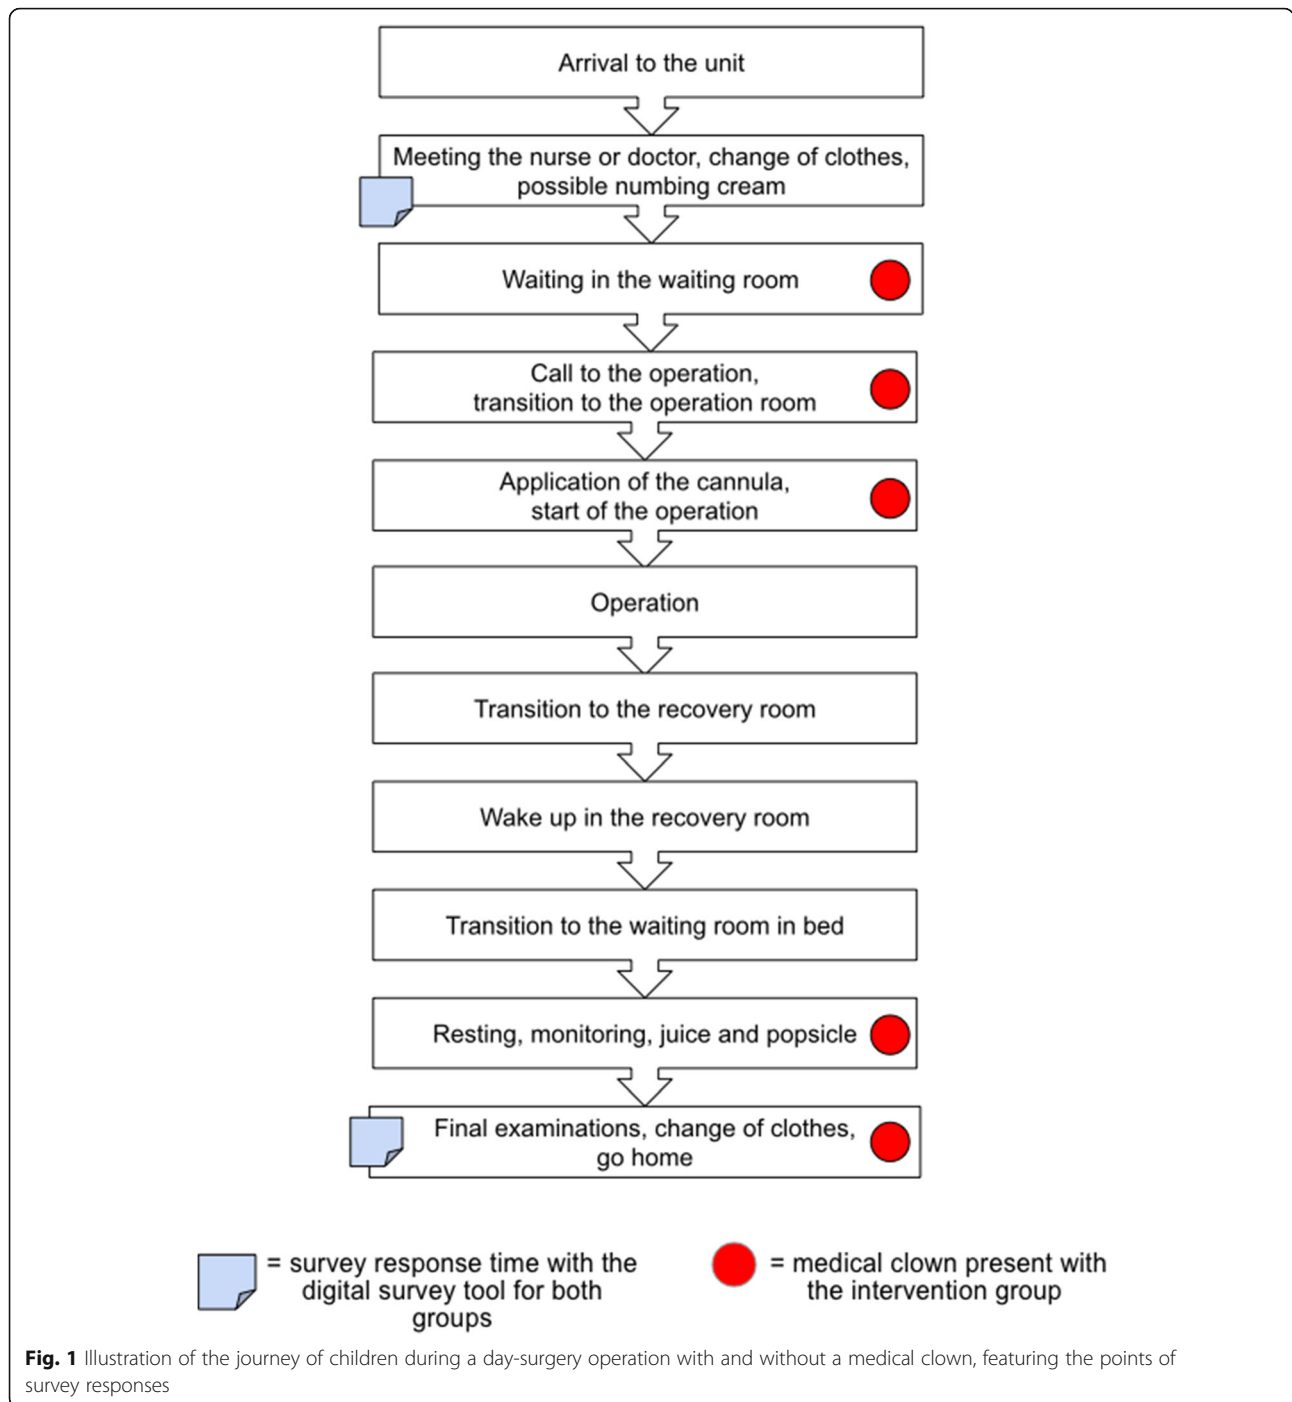 Arrival to the unit
Meeting the nurse or doctor, change of clothes,
possible numbing cream
Waiting in the waiting room
Call to the operation,
transition to the operation room
Application of the cannula,
start of the operation
Operation
Transition to the recovery room
Wake up in the recovery room
Transition to the waiting room in bed
Resting, monitoring, juice and popsicle
Final examinations, change of clothes,
go home
= survey response time with the
digital survey tool for both
groups
= medical clown present with
the intervention group
Fig. 1 Illustration of the journey of children during a day-surgery operation with and without a medical clown, featuring the points of
survey responses